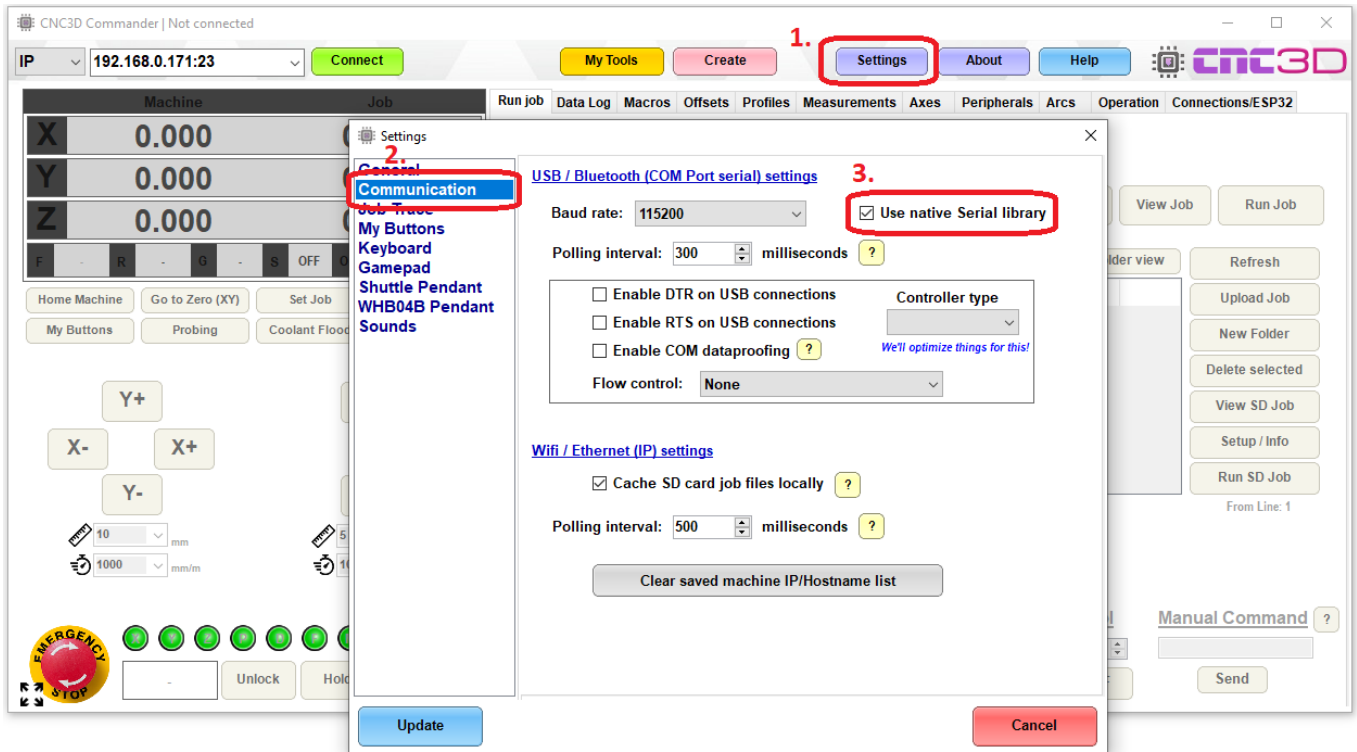 CNC3D Commander | Not connected
IP 192.168.0.171:23 Connect My Tools Create 1. Settings About Help CNC3D
Machine Job
Run job Data Log Macros Offsets Profiles Measurements Axes Peripherals Arcs Operation Connections/ESP32
X 0.000
Y 0.000
Z 0.000
F - R - G - S OFF
Home Machine Go to Zero (XY) Set Job
My Buttons Probing Coolant Flood
Y+
X- X+
Y-
10 mm
1000 mm/m
5
EMERGENCY STOP
- Unlock Hold
Settings
2.
General
Communication
Job Trace
My Buttons
Keyboard
Gamepad
Shuttle Pendant
WHB04B Pendant
Sounds
USB / Bluetooth (COM Port serial) settings
3.
Baud rate: 115200 Use native Serial library
Polling interval: 300 milliseconds ?
Enable DTR on USB connections
Controller type
Enable RTS on USB connections
Enable COM dataproofing ?
We'll optimize things for this!
Flow control: None
Wifi / Ethernet (IP) settings
Cache SD card job files locally ?
Polling interval: 500 milliseconds ?
Clear saved machine IP/Hostname list
Update Cancel
View Job Run Job
lder view Refresh
Upload Job
New Folder
Delete selected
View SD Job
Setup / Info
Run SD Job
From Line: 1
Manual Command ?
Send